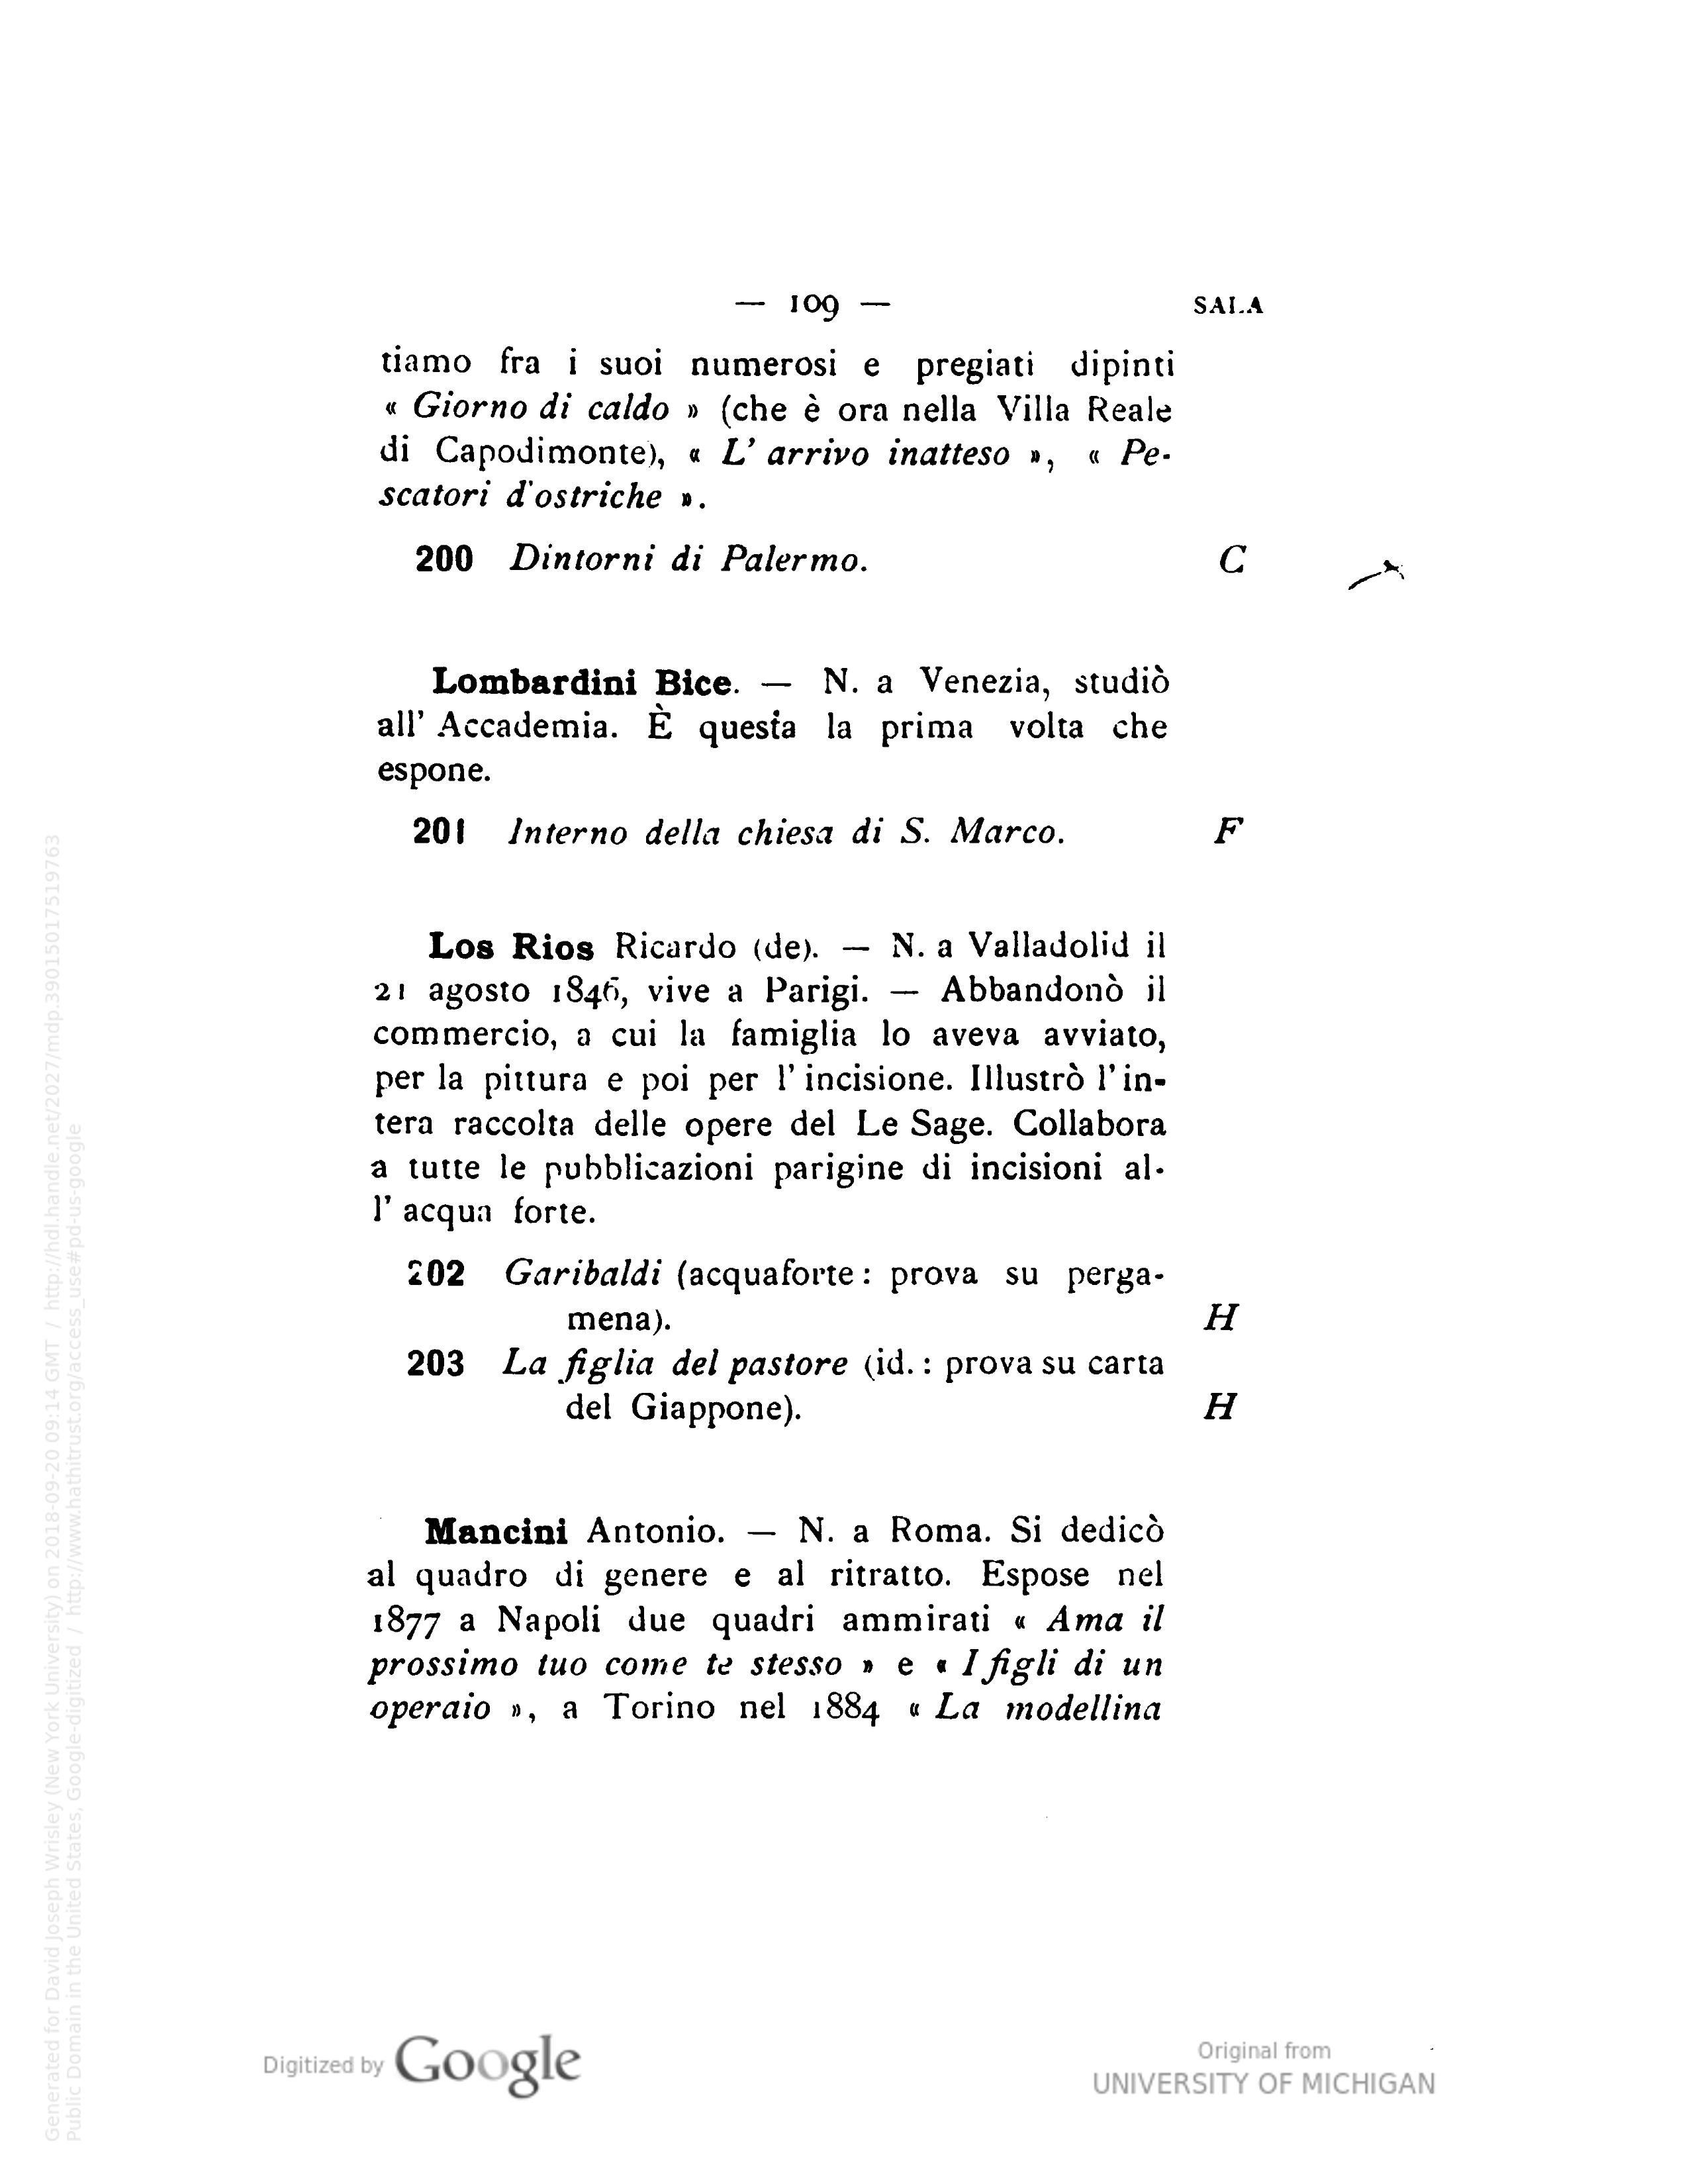 — 109 — SALA
tiamo fra i suoi numerosi e pregiati dipinti
« Giorno di caldo » (che è ora nella Villa Reale
di Capodimonte), « L' arrivo inatteso », « Pe-
scatori d'ostriche ».
200 Dintorni di Palermo. C
Lombardini Bice. — N. a Venezia, studiò
all' Accademia. È questa la prima volta che
espone.
201 Interno della chiesa di S. Marco. F
Los Rios Ricardo (de). — N. a Valladolid il
21 agosto 1846, vive a Parigi. — Abbandonò il
commercio, a cui la famiglia lo aveva avviato,
per la pittura e poi per l' incisione. Illustrò l' in-
tera raccolta delle opere del Le Sage. Collabora
a tutte le pubblicazioni parigine di incisioni al-
l' acqua forte.
202 Garibaldi (acquaforte : prova su perga-
mena). H
203 La figlia del pastore (id. : prova su carta
del Giappone). H
Mancini Antonio. — N. a Roma. Si dedicò
al quadro di genere e al ritratto. Espose nel
1877 a Napoli due quadri ammirati « Ama il
prossimo tuo come te stesso » e « I figli di un
operaio », a Torino nel 1884 « La modellina
Digitized by Google
Original from
UNIVERSITY OF MICHIGAN
Generated for David Joseph Wrisley (New York University) on 2018-09-20 09:14 GMT / http://hdl.handle.net/2027/mdp.39015017519763
Public Domain in the United States, Google-digitized / http://www.hathitrust.org/access_use#pd-us-google